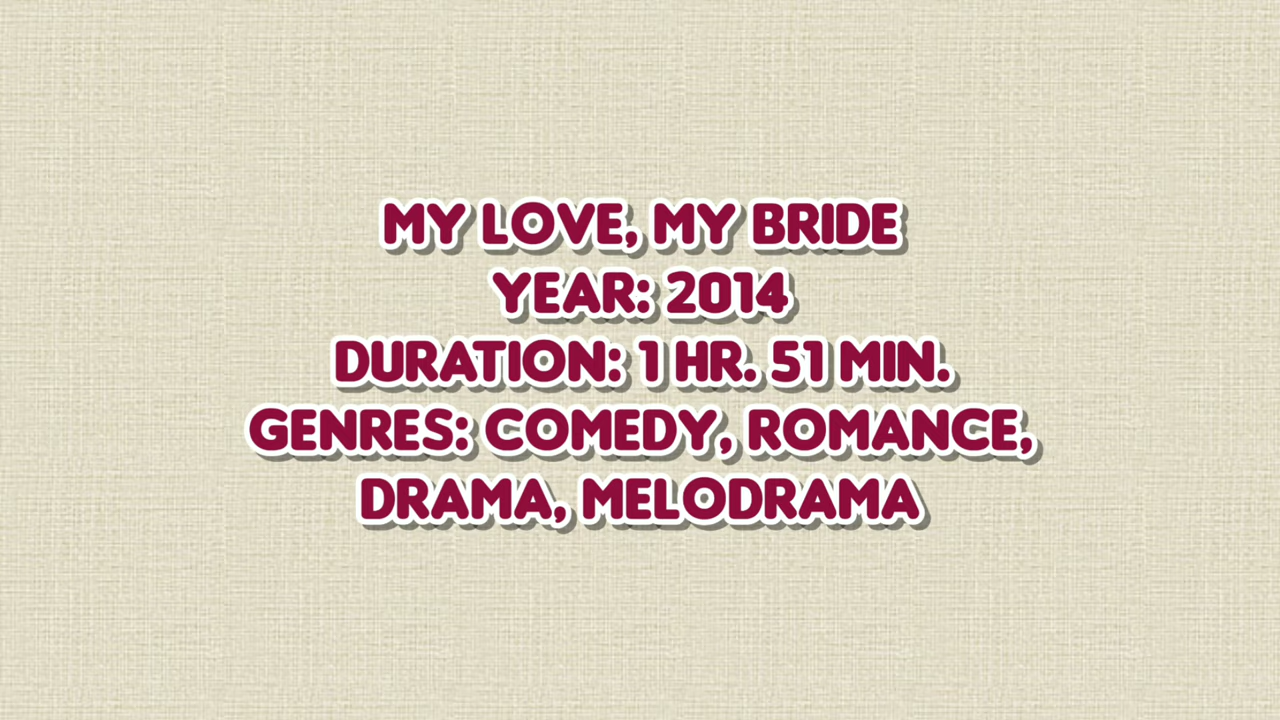 MY LOVE, MY BRIDE
YEAR: 2014
DURATION: 1 HR. 51 MIN.
GENRES: COMEDY, ROMANCE,
DRAMA, MELODRAMA